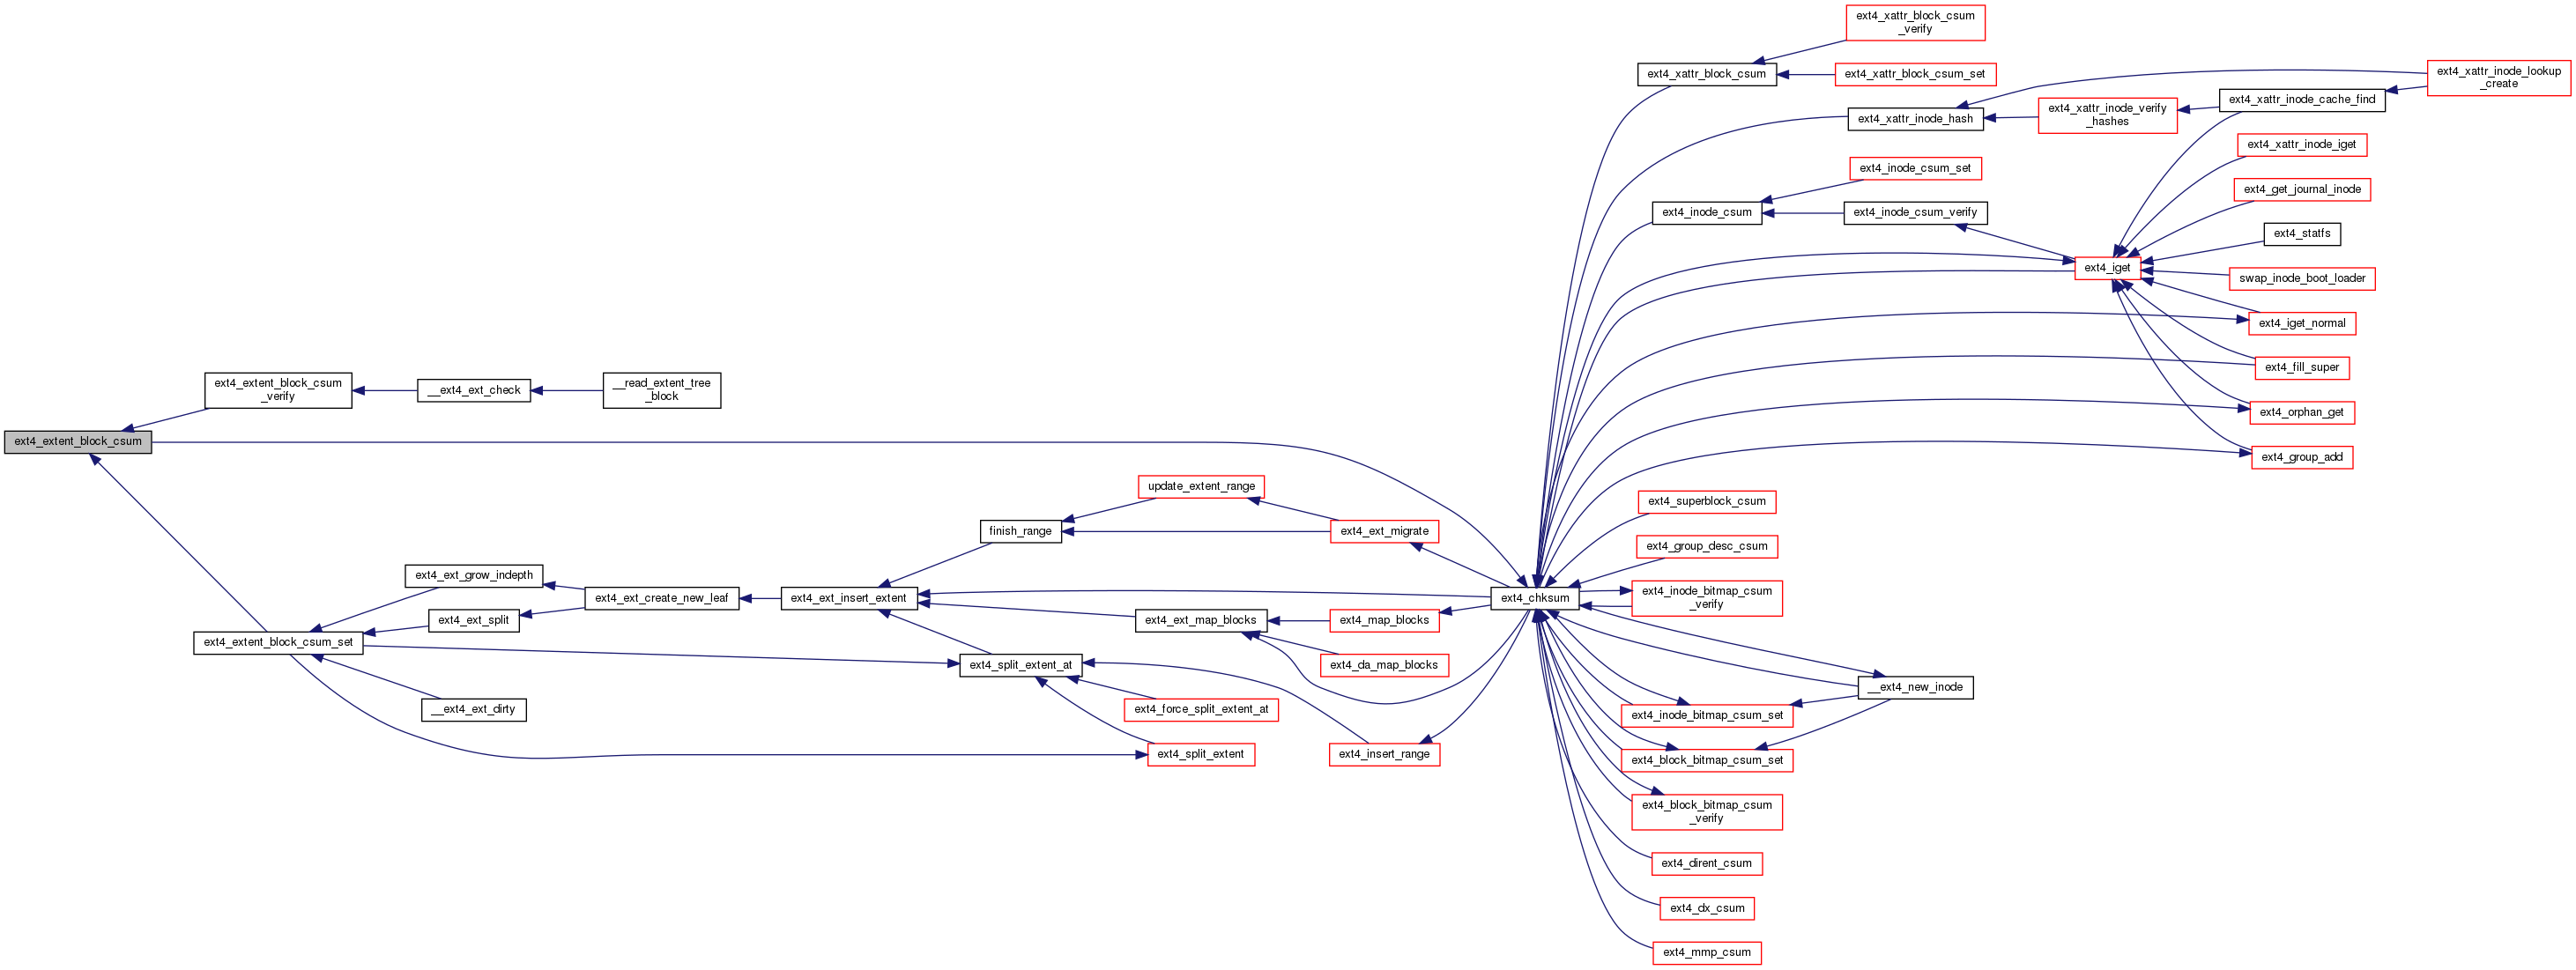 ext4_xattr_block_csum
_verify
ext4_xattr_block_csum
ext4_xattr_block_csum_set
ext4_xattr_inode_lookup
_create
ext4_xattr_inode_hash
ext4_xattr_inode_verify
_hashes
ext4_xattr_inode_cache_find
ext4_xattr_inode_iget
ext4_inode_csum_set
ext4_get_journal_inode
ext4_inode_csum
ext4_inode_csum_verify
ext4_statfs
ext4_iget
swap_inode_boot_loader
ext4_iget_normal
ext4_fill_super
ext4_orphan_get
ext4_group_add
ext4_extent_block_csum
_verify
__ext4_ext_check
__read_extent_tree
_block
ext4_extent_block_csum
update_extent_range
finish_range
ext4_ext_migrate
ext4_superblock_csum
ext4_group_desc_csum
ext4_ext_grow_indepth
ext4_ext_split
ext4_ext_create_new_leaf
ext4_ext_insert_extent
ext4_ext_map_blocks
ext4_map_blocks
ext4_chksum
ext4_inode_bitmap_csum
_verify
ext4_extent_block_csum_set
ext4_split_extent_at
ext4_da_map_blocks
__ext4_new_inode
__ext4_ext_dirty
ext4_force_split_extent_at
ext4_inode_bitmap_csum_set
ext4_split_extent
ext4_insert_range
ext4_block_bitmap_csum_set
ext4_block_bitmap_csum
_verify
ext4_dirent_csum
ext4_dx_csum
ext4_mmp_csum